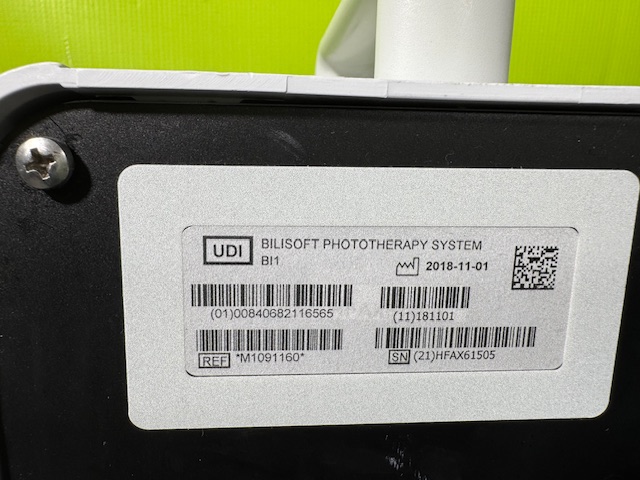 UDI BILISOFT PHOTOTHERAPY SYSTEM
BI1 2018-11-01
(01)00840682116565 (11)181101
REF *M1091160* SN (21)HFAX61505